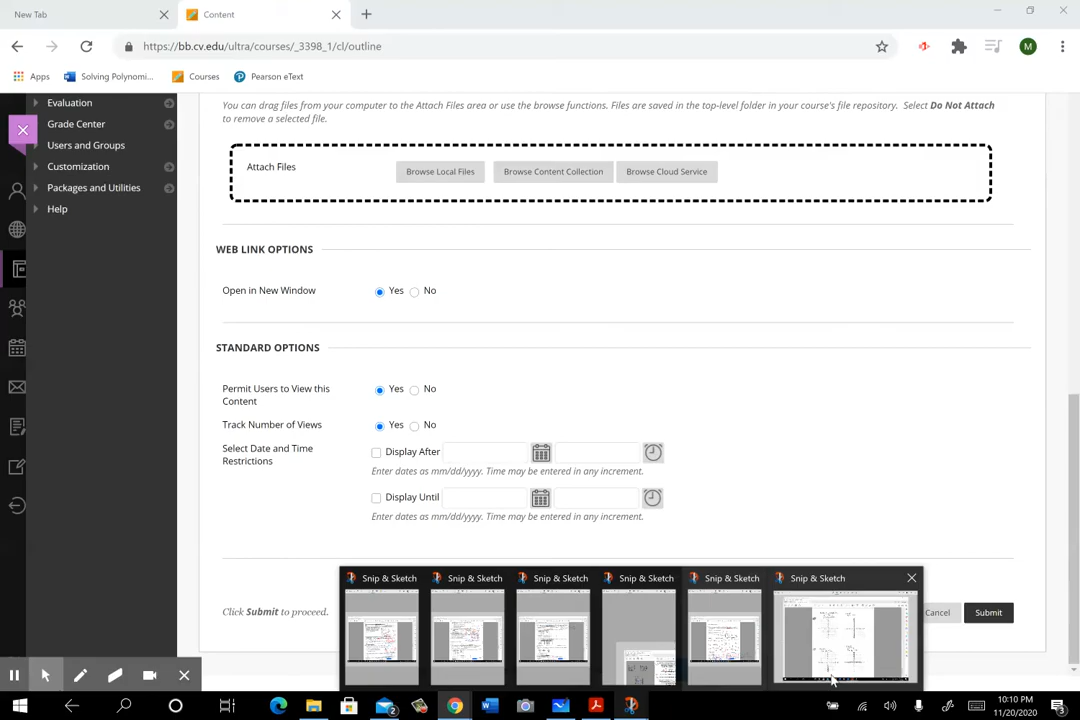 New Tab
Content
https://bb.cv.edu/ultra/courses/_3398_1/cl/outline
M
Apps
Solving Polynomi...
Courses
Pearson eText
Evaluation
Grade Center
Users and Groups
Customization
Packages and Utilities
Help
You can drag files from your computer to the Attach Files area or use the browse functions. Files are saved in the top-level folder in your course's file repository. Select Do Not Attach
to remove a selected file.
Attach Files
Browse Local Files
Browse Content Collection
Browse Cloud Service
WEB LINK OPTIONS
Open in New Window
Yes
No
STANDARD OPTIONS
Permit Users to View this
Content
Yes
No
Track Number of Views
Yes
No
Select Date and Time
Restrictions
Display After
Enter dates as mm/dd/yyyy. Time may be entered in any increment.
Display Until
Enter dates as mm/dd/yyyy. Time may be entered in any increment.
Snip & Sketch
Snip & Sketch
Snip & Sketch
Snip & Sketch
Snip & Sketch
Snip & Sketch
Click Submit to proceed.
Cancel
Submit
10:10 PM
11/20/2020
2
3